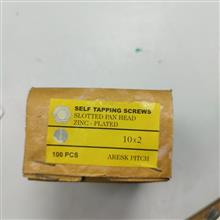 SELF TAPPING SCREWS
SLOTTED PAN HEAD
ZINC - PLATED
10x2
100 PCS
ARESK PITCH